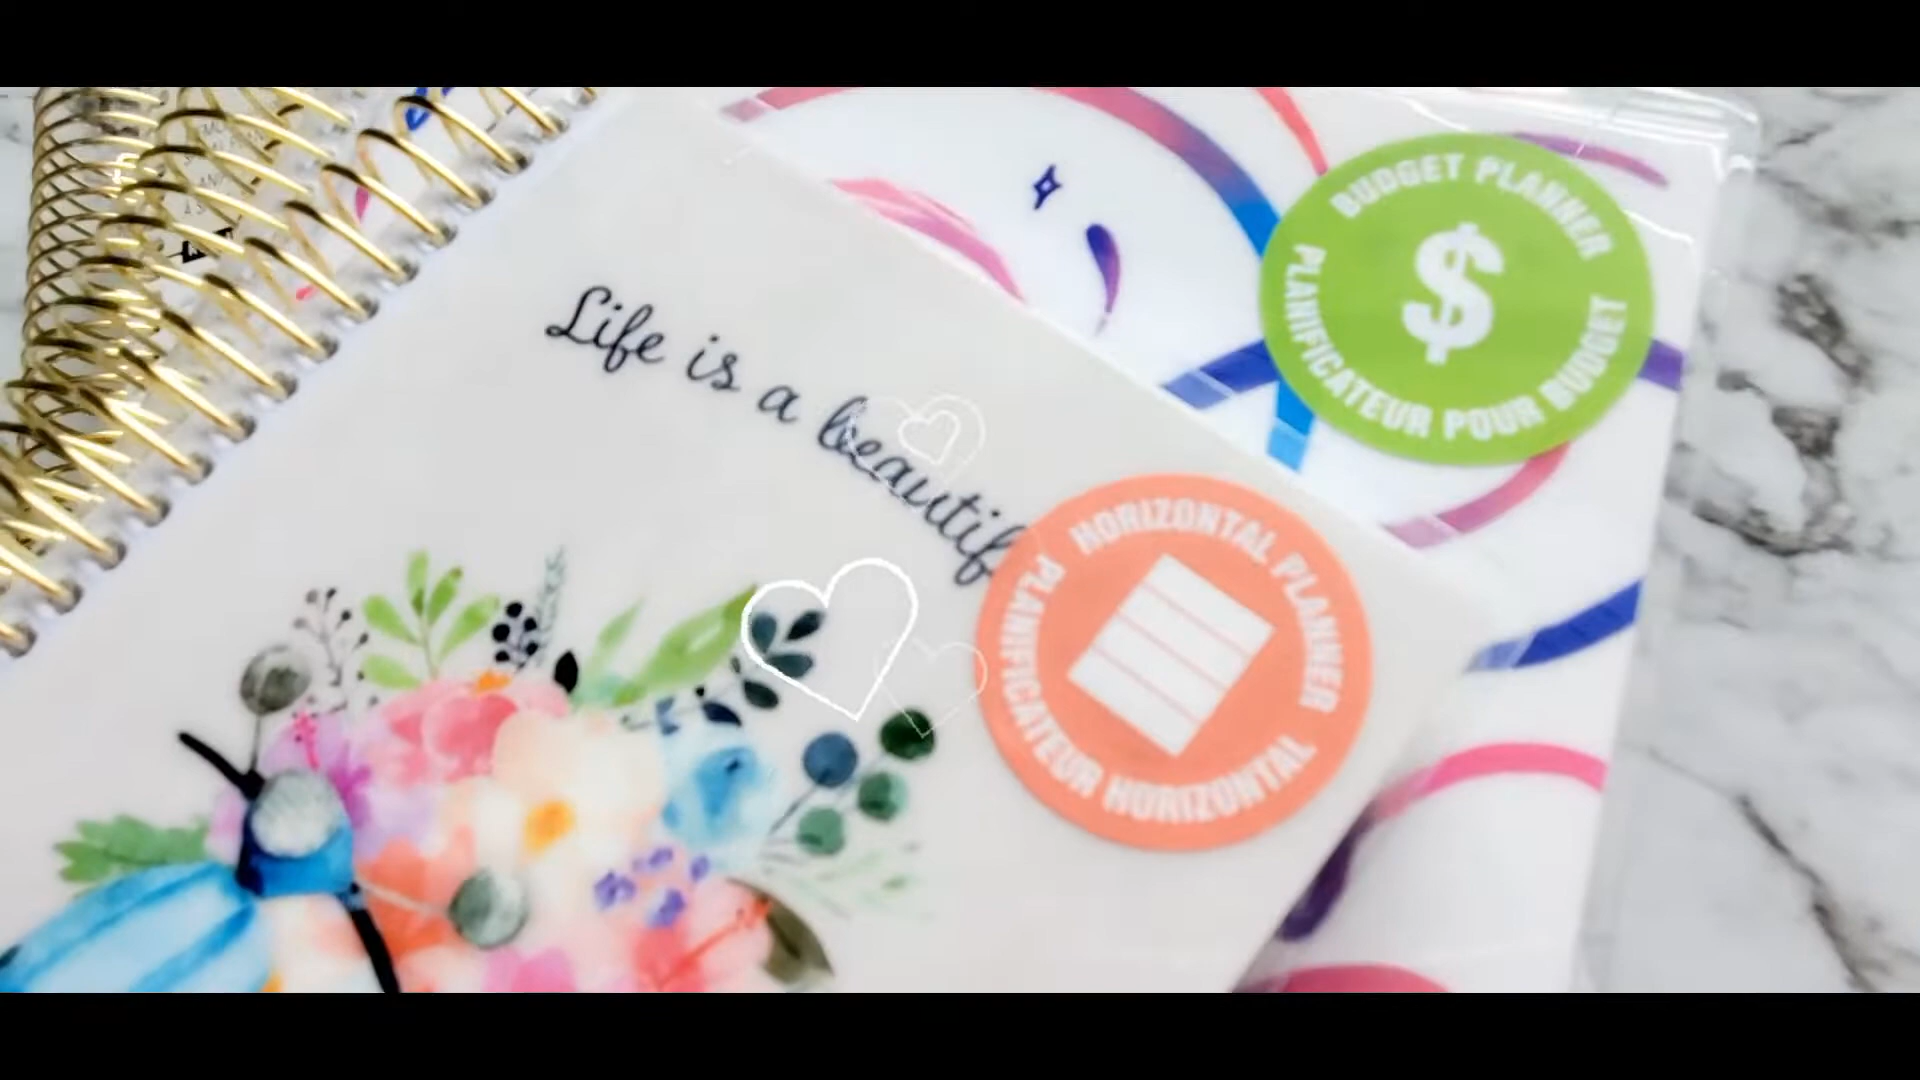 BUDGET PLANNER
PLANIFICATEUR POUR BUDGET
Life is a beautif
HORIZONTAL PLANNER
PLANIFICATEUR HORIZONTAL